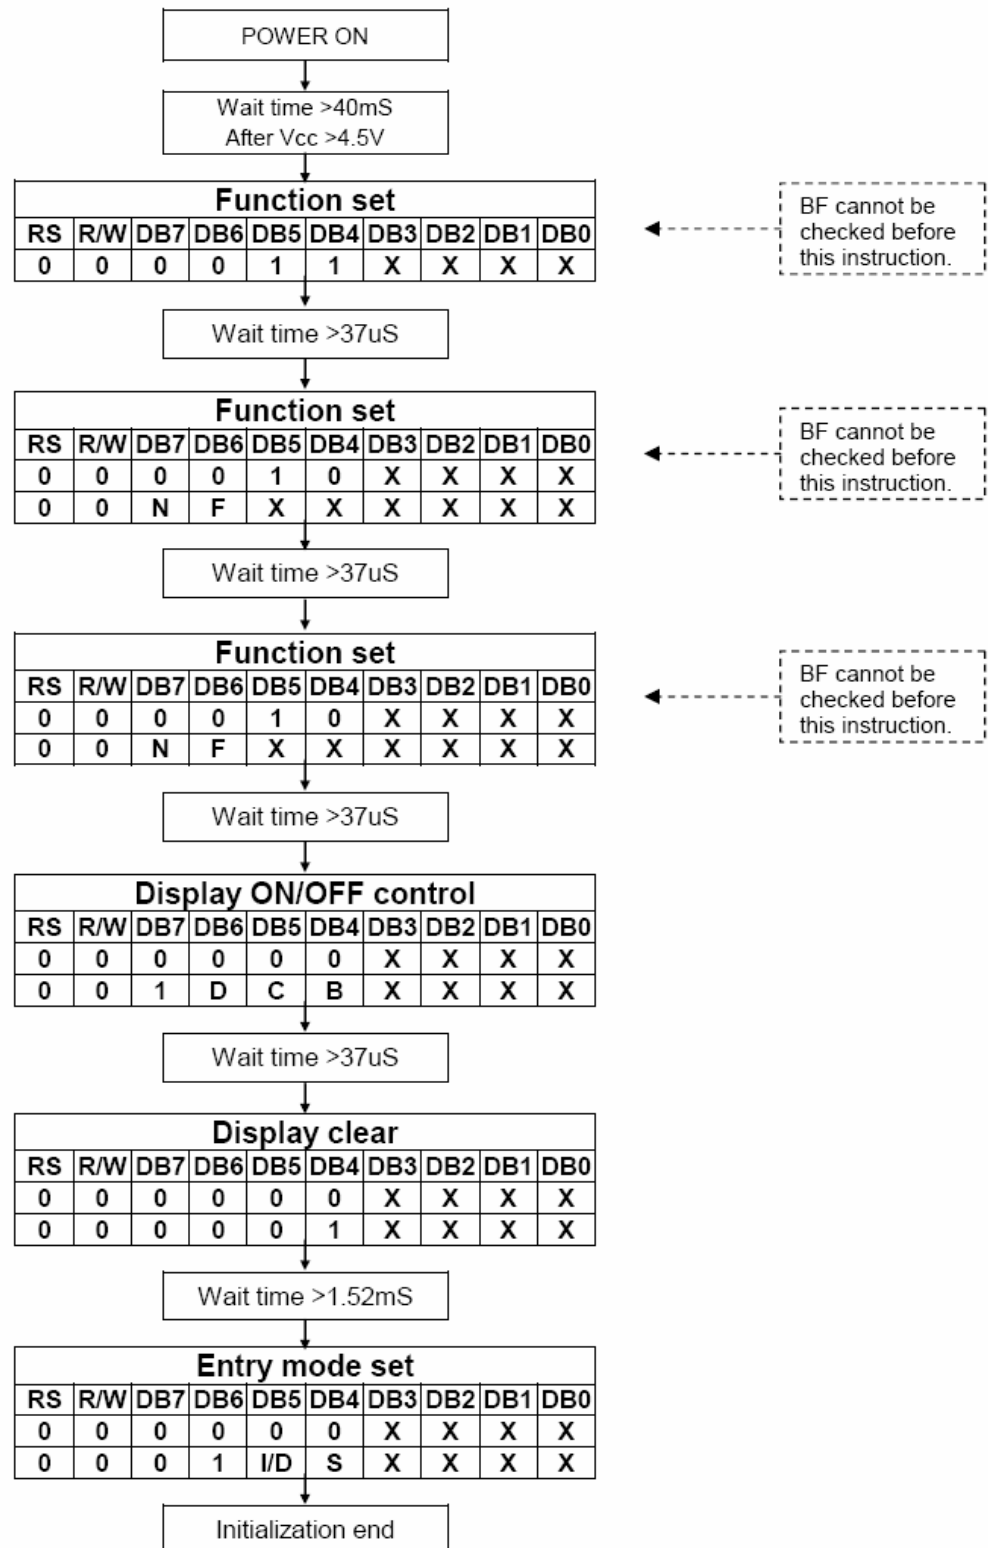 POWER ON
Wait time >40mS
After Vcc >4.5V
Function set
RS R/W DB7 DB6 DB5 DB4 DB3 DB2 DB1 DB0
0 0 0 0 1 1 X X X X
BF cannot be
checked before
this instruction.
Wait time >37uS
Function set
RS R/W DB7 DB6 DB5 DB4 DB3 DB2 DB1 DB0
0 0 0 0 1 0 X X X X
0 0 N F X X X X X X
BF cannot be
checked before
this instruction.
Wait time >37uS
Function set
RS R/W DB7 DB6 DB5 DB4 DB3 DB2 DB1 DB0
0 0 0 0 1 0 X X X X
0 0 N F X X X X X X
BF cannot be
checked before
this instruction.
Wait time >37uS
Display ON/OFF control
RS R/W DB7 DB6 DB5 DB4 DB3 DB2 DB1 DB0
0 0 0 0 0 0 X X X X
0 0 1 D C B X X X X
Wait time >37uS
Display clear
RS R/W DB7 DB6 DB5 DB4 DB3 DB2 DB1 DB0
0 0 0 0 0 0 X X X X
0 0 0 0 0 1 X X X X
Wait time >1.52mS
Entry mode set
RS R/W DB7 DB6 DB5 DB4 DB3 DB2 DB1 DB0
0 0 0 0 0 0 X X X X
0 0 0 1 I/D S X X X X
Initialization end